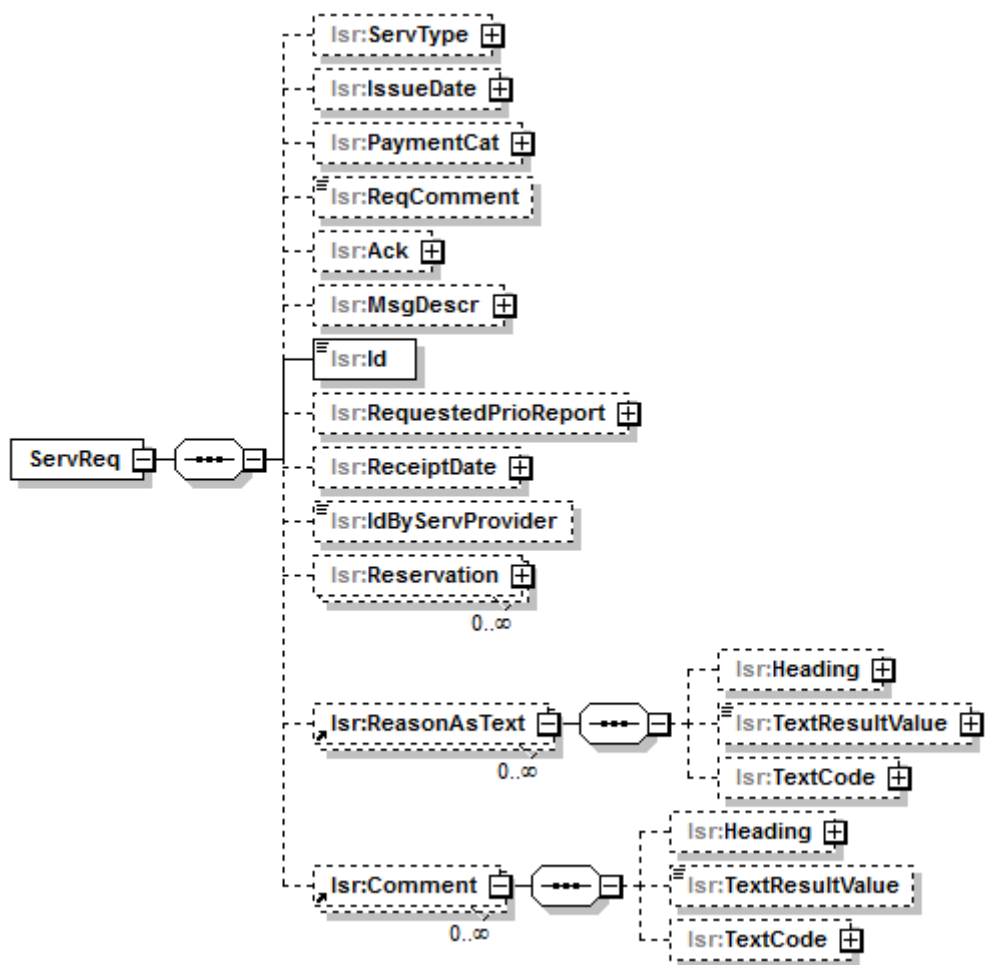 lsr:ServType
lsr:IssueDate
lsr:PaymentCat
lsr:ReqComment
lsr:Ack
lsr:MsgDescr
lsr:Id
lsr:RequestedPrioReport
ServReq
lsr:ReceiptDate
lsr:IdByServProvider
lsr:Reservation
0..∞
lsr:Heading
lsr:ReasonAsText
lsr:TextResultValue
0..∞
lsr:TextCode
lsr:Heading
lsr:Comment
lsr:TextResultValue
0..∞
lsr:TextCode